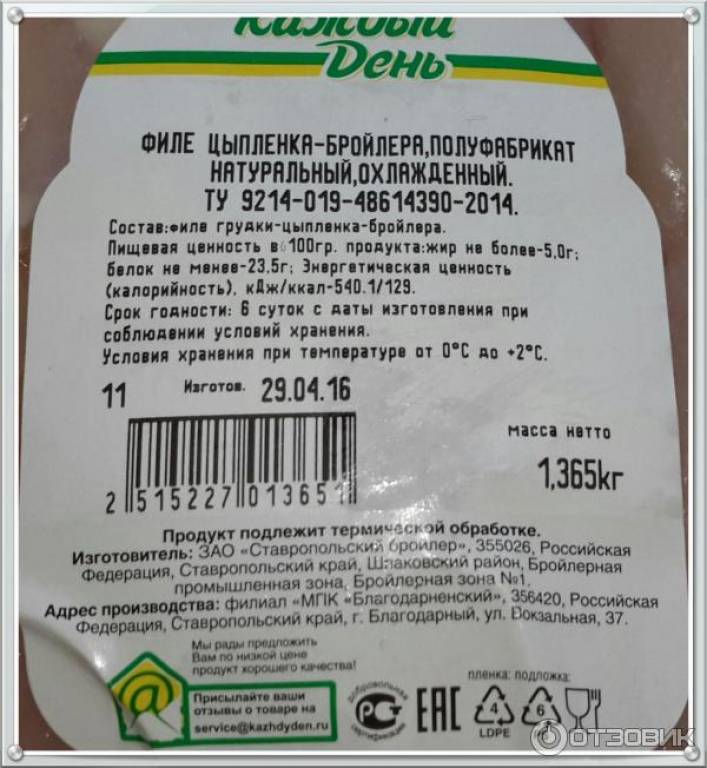 Каждый
День
ФИЛЕ ЦЫПЛЕНКА-БРОЙЛЕРА,ПОЛУФАБРИКАТ
НАТУРАЛЬНЫЙ,ОХЛАЖДЕННЫЙ.
ТУ 9214-019-48614390-2014.
Состав:филе грудки-цыпленка-бройлера.
Пищевая ценность в 100гр. продукта:жир не более-5,0г;
белок не менее-23,5г; Энергетическая ценность
(калорийность), кДж/ккал-540.1/129.
Срок годности: 6 суток с даты изготовления при
соблюдении условий хранения.
Условия хранения при температуре от 0°С до +2°С.
11 Изготов. 29.04.16
масса нетто
1,365кг
2 515227 013651
Продукт подлежит термической обработке.
Изготовитель: ЗАО «Ставропольский бройлер», 355026, Российская
Федерация, Ставропольский край, Шпаковский район, Бройлерная
промышленная зона, Бройлерная зона №1.
Адрес производства: филиал «МПК «Благодарненский», 356420, Российская
Федерация, Ставропольский край, г. Благодарный, ул. Вокзальная, 37.
Мы рады предложить
Вам по низкой цене
продукт хорошего качества!
Присылайте ваши
отзывы о товаре на
service@kazhdyden.ru
добровольная
сертификация
РСТ
ЕАС
пленка: подложка:
4
LDPE
6
PS
ОТЗОВИК